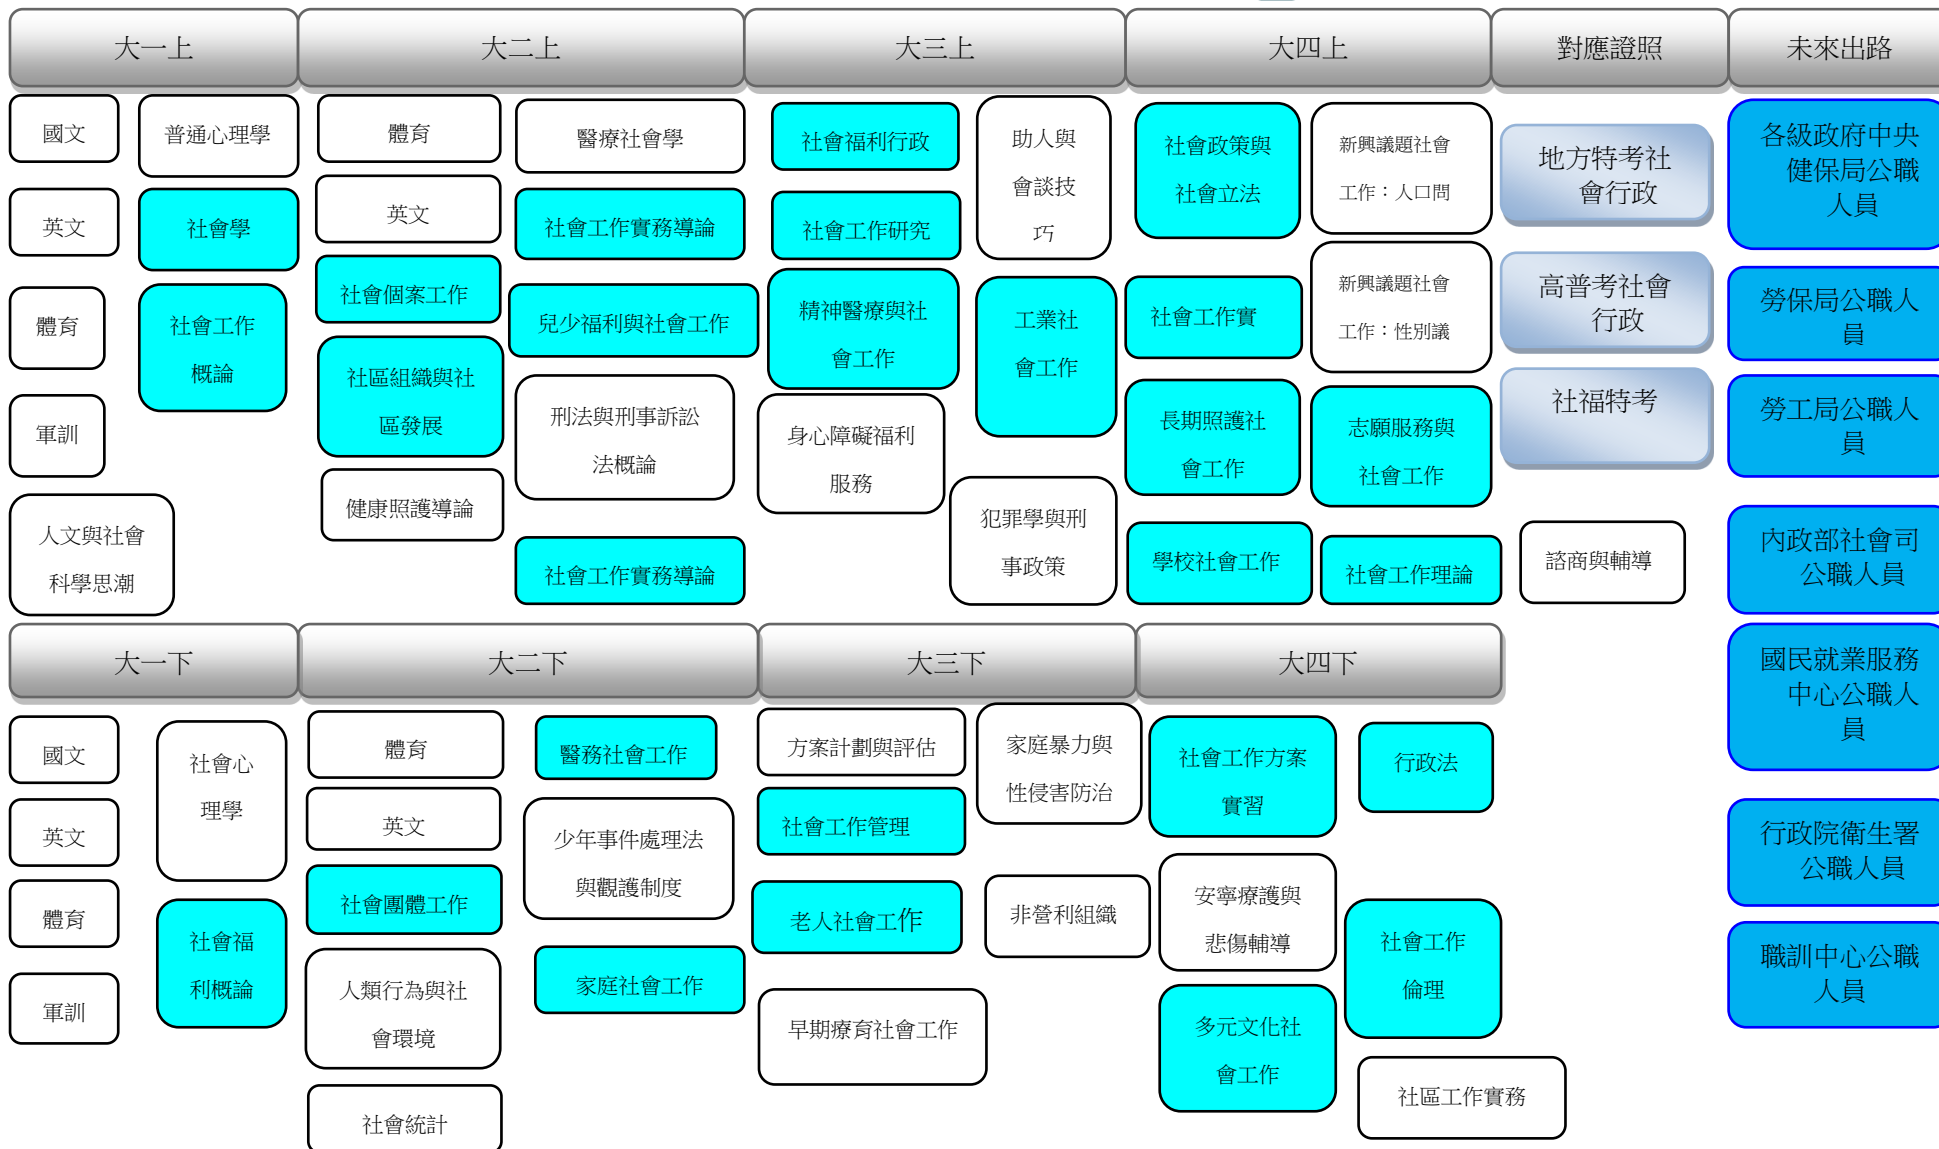 大一上
大二上
大三上
大四上
對應證照
未來出路
國文
英文
體育
軍訓
人文與社會
科學思潮
普通心理學
社會學
社會工作
概論
體育
英文
社會個案工作
社區組織與社
區發展
健康照護導論
醫療社會學
社會工作實務導論
兒少福利與社會工作
刑法與刑事訴訟
法概論
社會工作實務導論
社會福利行政
社會工作研究
精神醫療與社
會工作
身心障礙福利
服務
助人與
會談技
巧
工業社
會工作
犯罪學與刑
事政策
社會政策與
社會立法
社會工作實
長期照護社
會工作
學校社會工作
新興議題社會
工作：人口問
新興議題社會
工作：性別議
志願服務與
社會工作
社會工作理論
地方特考社
會行政
高普考社會
行政
社福特考
諮商與輔導
各級政府中央
健保局公職
人員
勞保局公職人
員
勞工局公職人
員
內政部社會司
公職人員
國民就業服務
中心公職人
員
行政院衛生署
公職人員
職訓中心公職
人員
大一下
大二下
大三下
大四下
國文
英文
體育
軍訓
社會心
理學
社會福
利概論
體育
英文
社會團體工作
人類行為與社
會環境
社會統計
醫務社會工作
少年事件處理法
與觀護制度
家庭社會工作
方案計劃與評估
社會工作管理
老人社會工作
早期療育社會工作
家庭暴力與
性侵害防治
非營利組織
社會工作方案
實習
安寧療護與
悲傷輔導
多元文化社
會工作
行政法
社會工作
倫理
社區工作實務